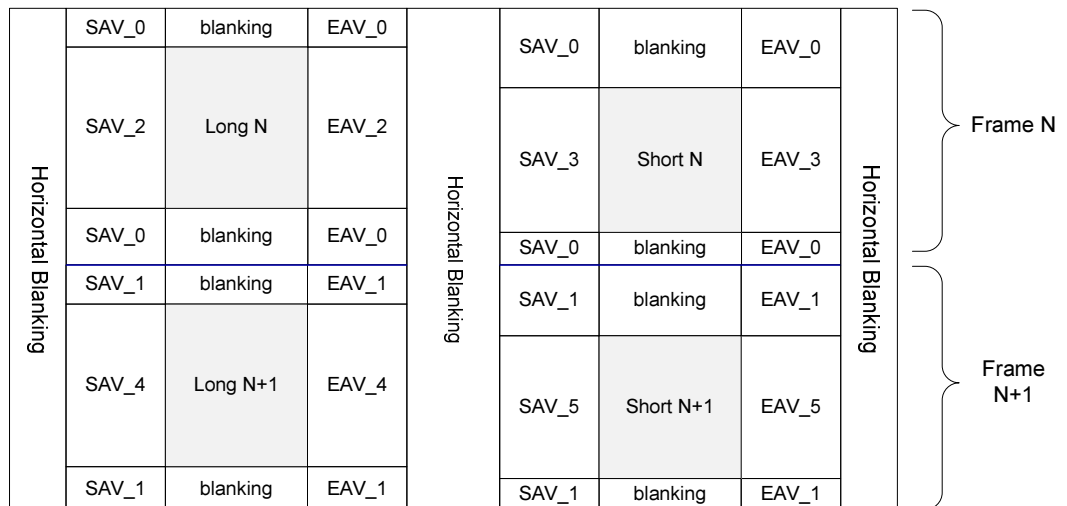 SAV_0 blanking EAV_0
SAV_0 blanking EAV_0
SAV_2 Long N EAV_2
SAV_3 Short N EAV_3
Frame N
SAV_0 blanking EAV_0
SAV_0 blanking EAV_0
Horizontal Blanking
Horizontal Blanking
Horizontal Blanking
SAV_1 blanking EAV_1
SAV_1 blanking EAV_1
SAV_4 Long N+1 EAV_4
SAV_5 Short N+1 EAV_5
Frame
N+1
SAV_1 blanking EAV_1
SAV_1 blanking EAV_1